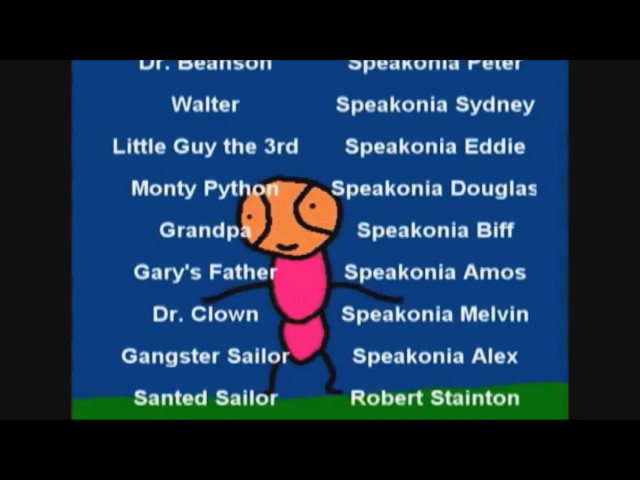 Dr. Beanson Speakonia Peter
Walter Speakonia Sydney
Little Guy the 3rd Speakonia Eddie
Monty Python Speakonia Douglas
Grandpa Speakonia Biff
Gary's Father Speakonia Amos
Dr. Clown Speakonia Melvin
Gangster Sailor Speakonia Alex
Santed Sailor Robert Stainton